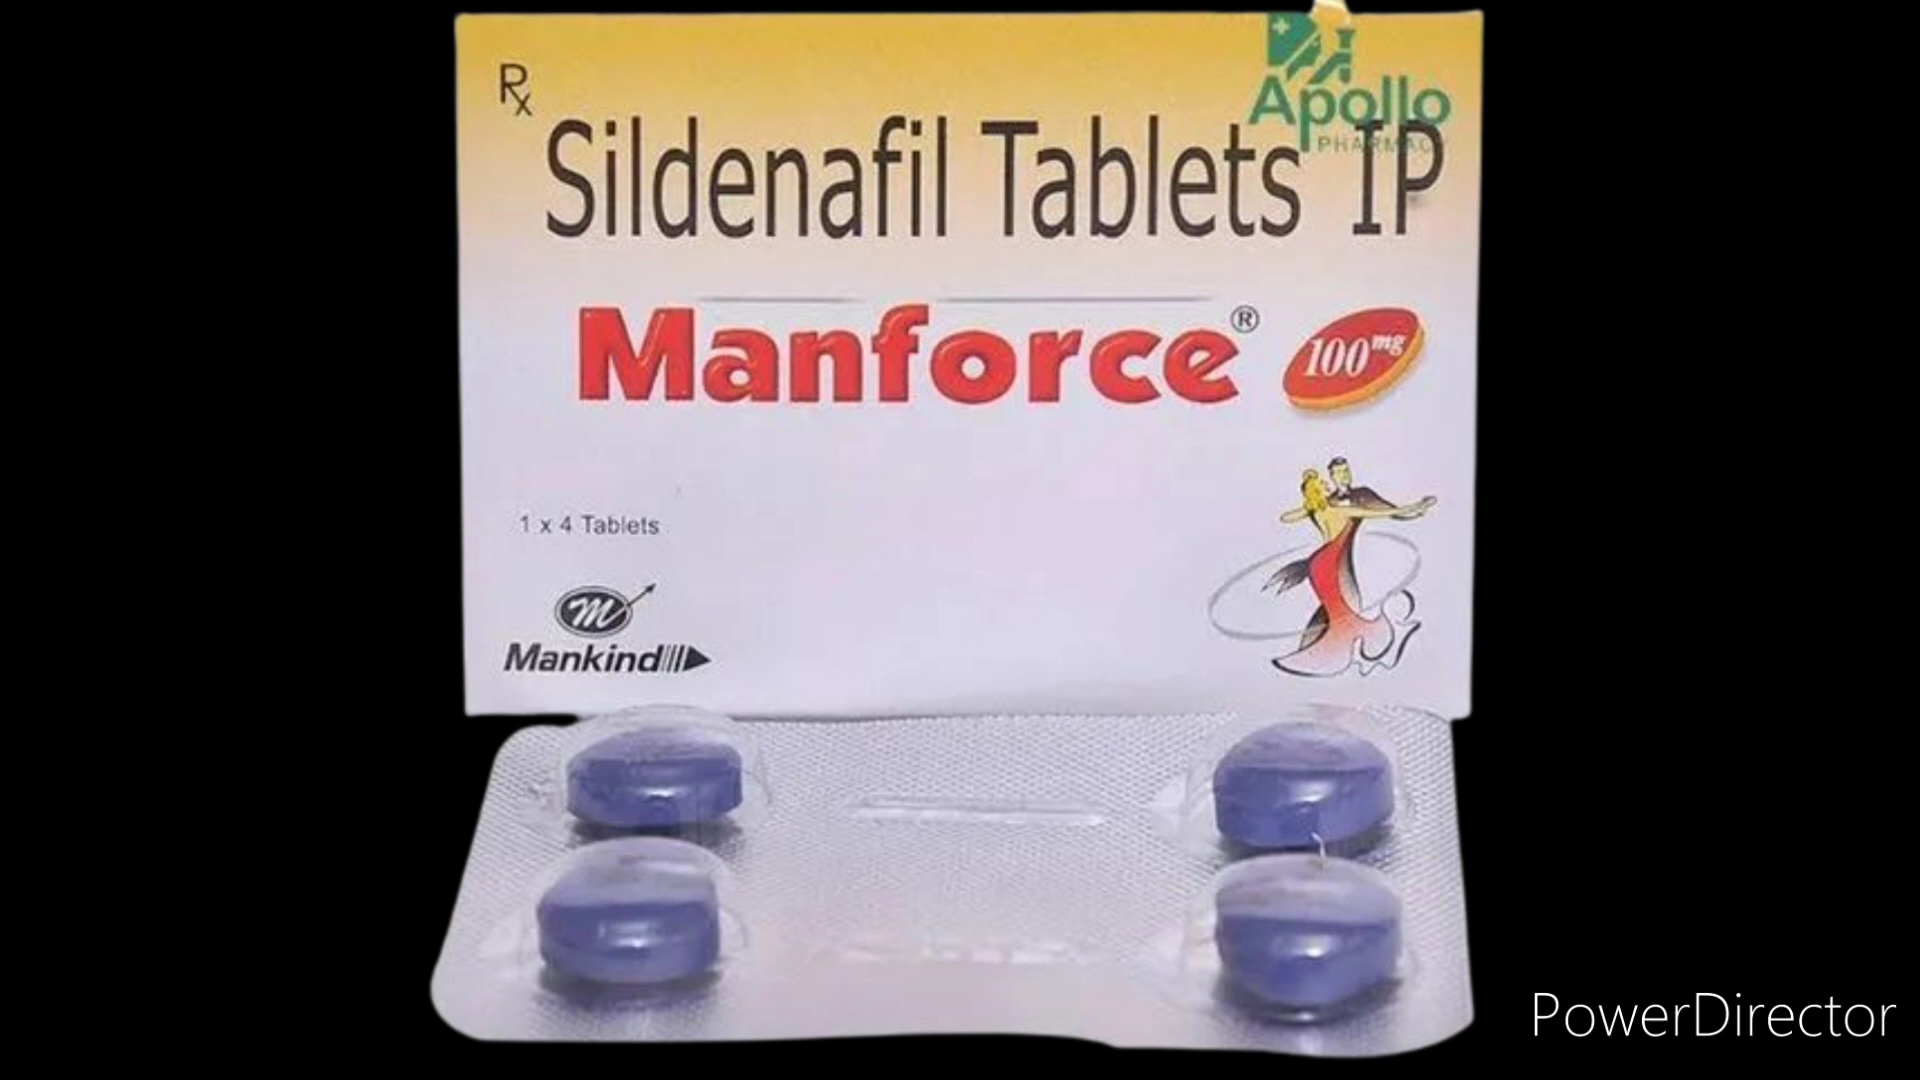 Rx
Apollo
PHARMACY
Sildenafil Tablets IP
Manforce® 100mg
1 x 4 Tablets
m
Mankind
PowerDirector